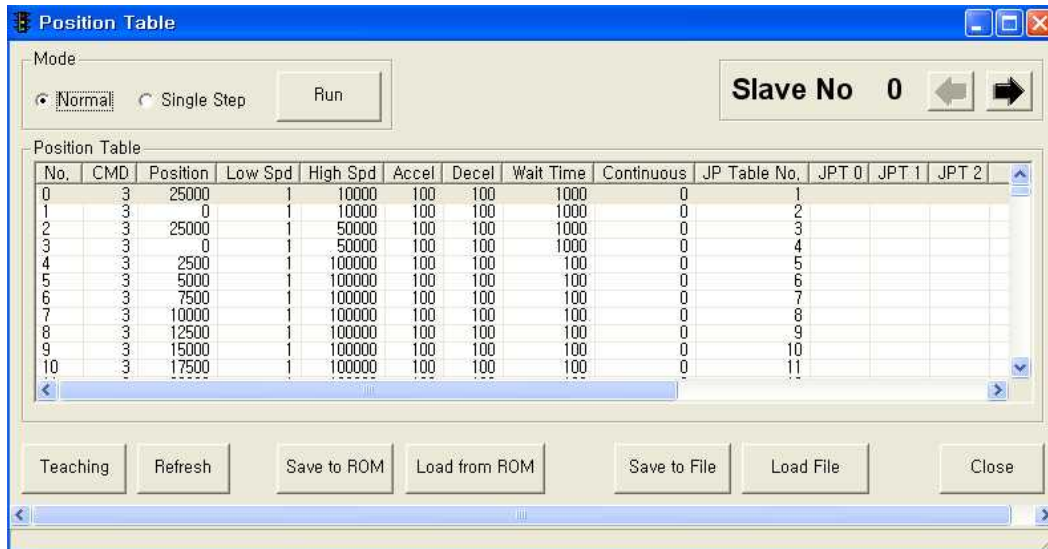 Position Table
Mode
Normal Single Step Run
Slave No 0
Position Table
No. CMD Position Low Spd High Spd Accel Decel Wait Time Continuous JP Table No. JPT 0 JPT 1 JPT 2
0 3 25000 1 10000 100 100 1000 0 1
1 3 0 1 10000 100 100 1000 0 2
2 3 25000 1 50000 100 100 1000 0 3
3 3 0 1 50000 100 100 1000 0 4
4 3 2500 1 100000 100 100 100 0 5
5 3 5000 1 100000 100 100 100 0 6
6 3 7500 1 100000 100 100 100 0 7
7 3 10000 1 100000 100 100 100 0 8
8 3 12500 1 100000 100 100 100 0 9
9 3 15000 1 100000 100 100 100 0 10
10 3 17500 1 100000 100 100 100 0 11
Teaching Refresh Save to ROM Load from ROM Save to File Load File Close